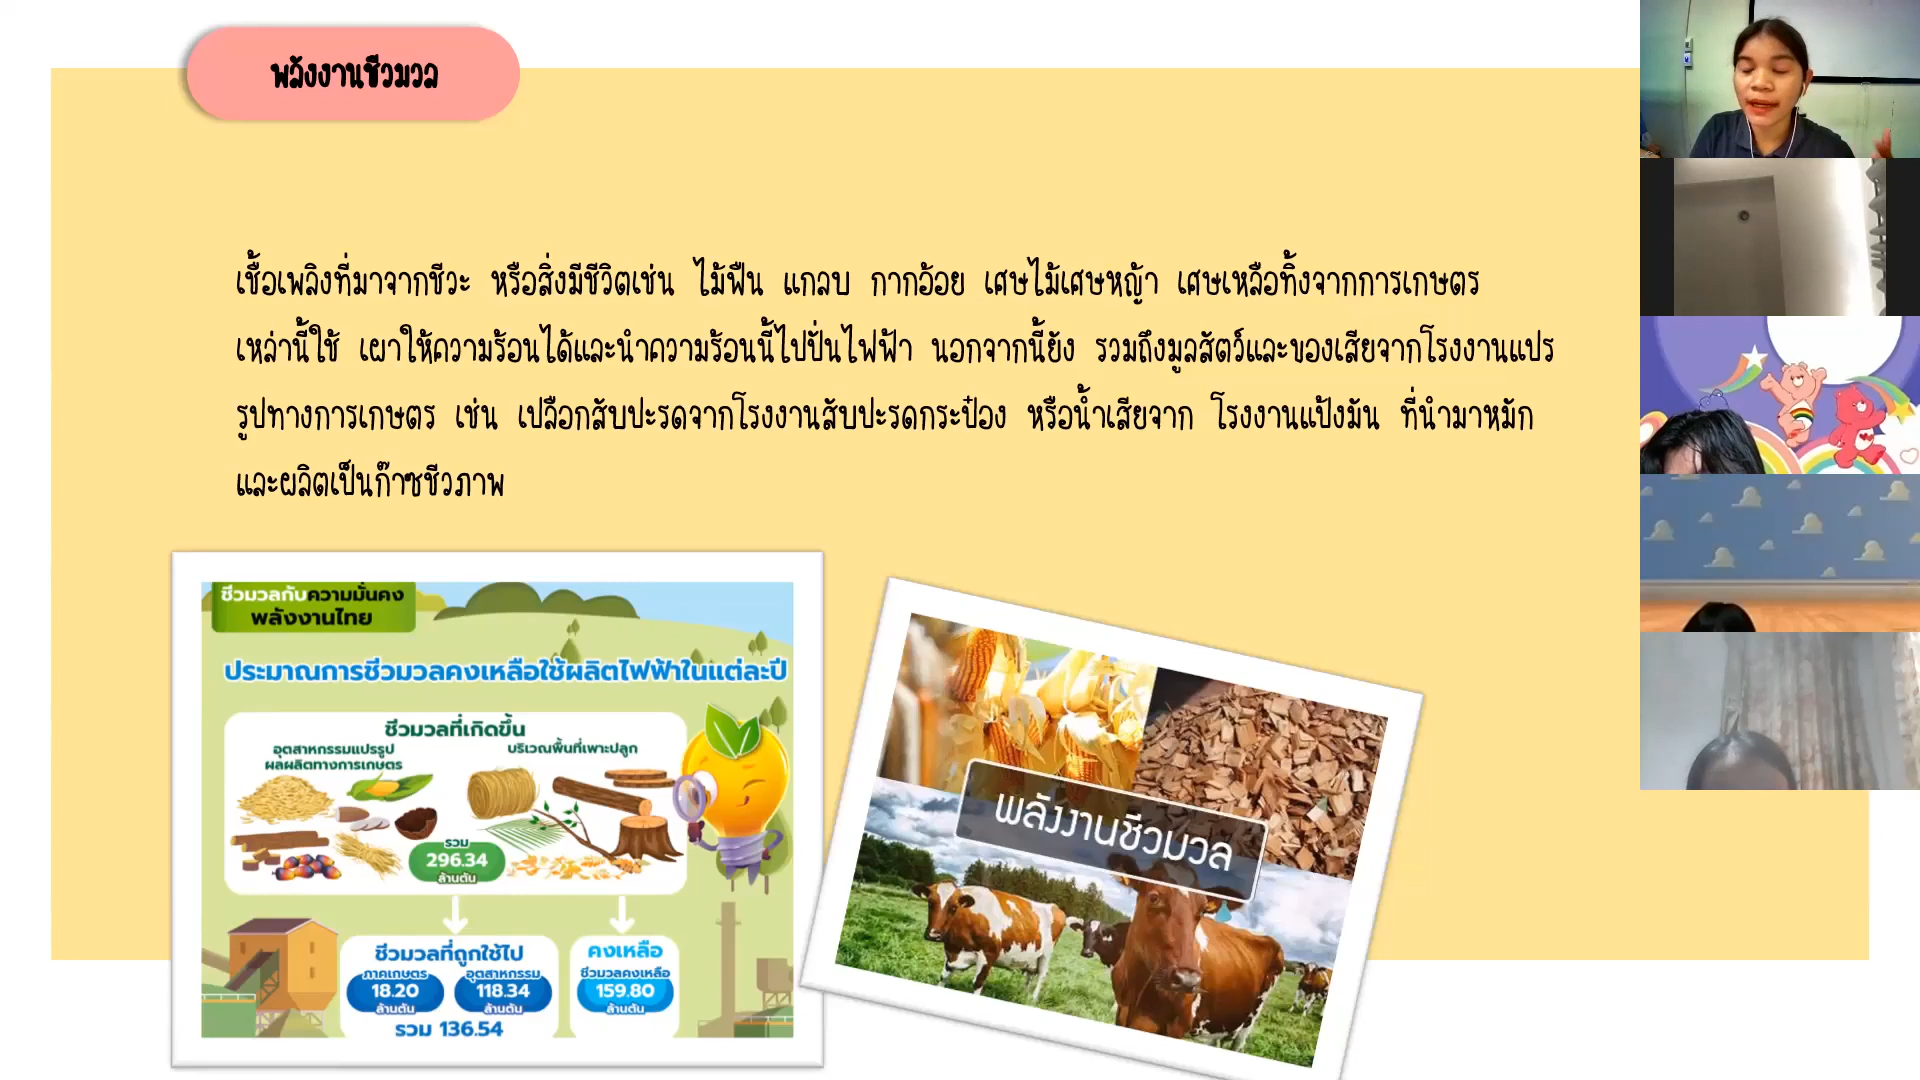 พลังงานชีวมวล
เชื้อเพลิงที่มาจากชีวะ หรือสิ่งมีชีวิตเช่น ไม้ฟืน แกลบ กากอ้อย เศษไม้เศษหญ้า เศษเหลือทิ้งจากการเกษตร
เหล่านี้ใช้ เผาให้ความร้อนได้และนำความร้อนนี้ไปปั่นไฟฟ้า นอกจากนี้ยัง รวมถึงมูลสัตว์และของเสียจากโรงงานแปร
รูปทางการเกษตร เช่น เปลือกสับปะรดจากโรงงานสับปะรดกระป๋อง หรือน้ำเสียจาก โรงงานแป้งมัน ที่นำมาหมัก
และผลิตเป็นก๊าซชีวภาพ
ชีวมวลกับความมั่นคง
พลังงานไทย
ประมาณการชีวมวลคงเหลือใช้ผลิตไฟฟ้าในแต่ละปี
ชีวมวลที่เกิดขึ้น
อุตสาหกรรมแปรรูป
ผลผลิตทางการเกษตร
บริเวณพื้นที่เพาะปลูก
รวม
296.34
ล้านตัน
ชีวมวลที่ถูกใช้ไป
ภาคเกษตร
18.20
ล้านตัน
อุตสาหกรรม
118.34
ล้านตัน
รวม 136.54
คงเหลือ
ชีวมวลคงเหลือ
159.80
ล้านตัน
พลังงานชีวมวล